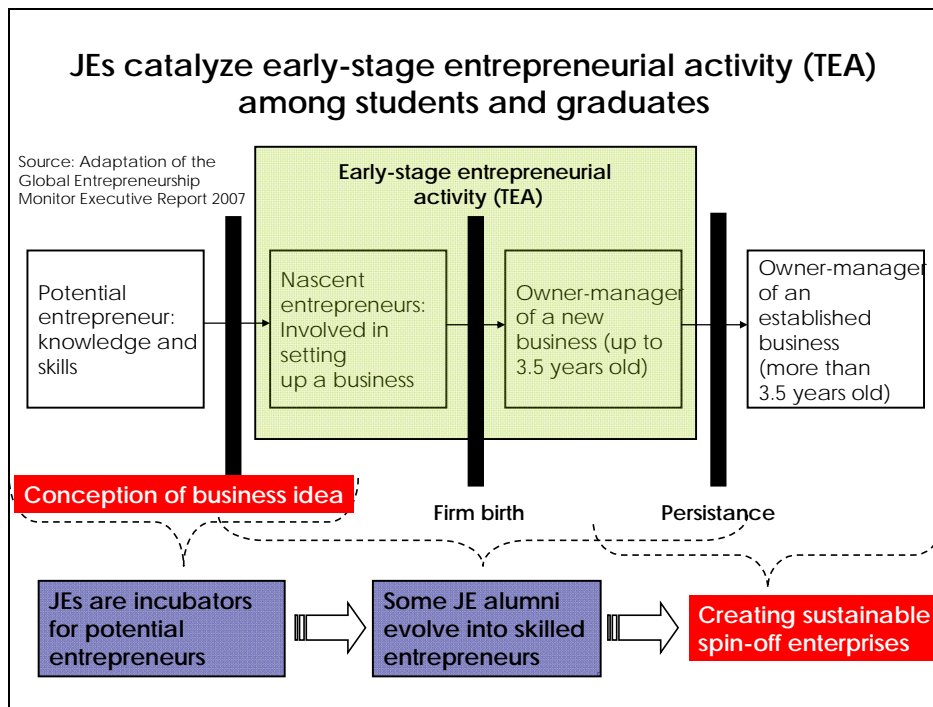 JEs catalyze early-stage entrepreneurial activity (TEA)
among students and graduates
Source: Adaptation of the
Global Entrepreneurship
Monitor Executive Report 2007
Early-stage entrepreneurial
activity (TEA)
Potential
entrepreneur:
knowledge and
skills
Nascent
entrepreneurs:
Involved in
setting
up a business
Owner-manager
of a new
business (up to
3.5 years old)
Owner-manager
of an
established
business
(more than
3.5 years old)
Conception of business idea
Firm birth
Persistance
JEs are incubators
for potential
entrepreneurs
Some JE alumni
evolve into skilled
entrepreneurs
Creating sustainable
spin-off enterprises